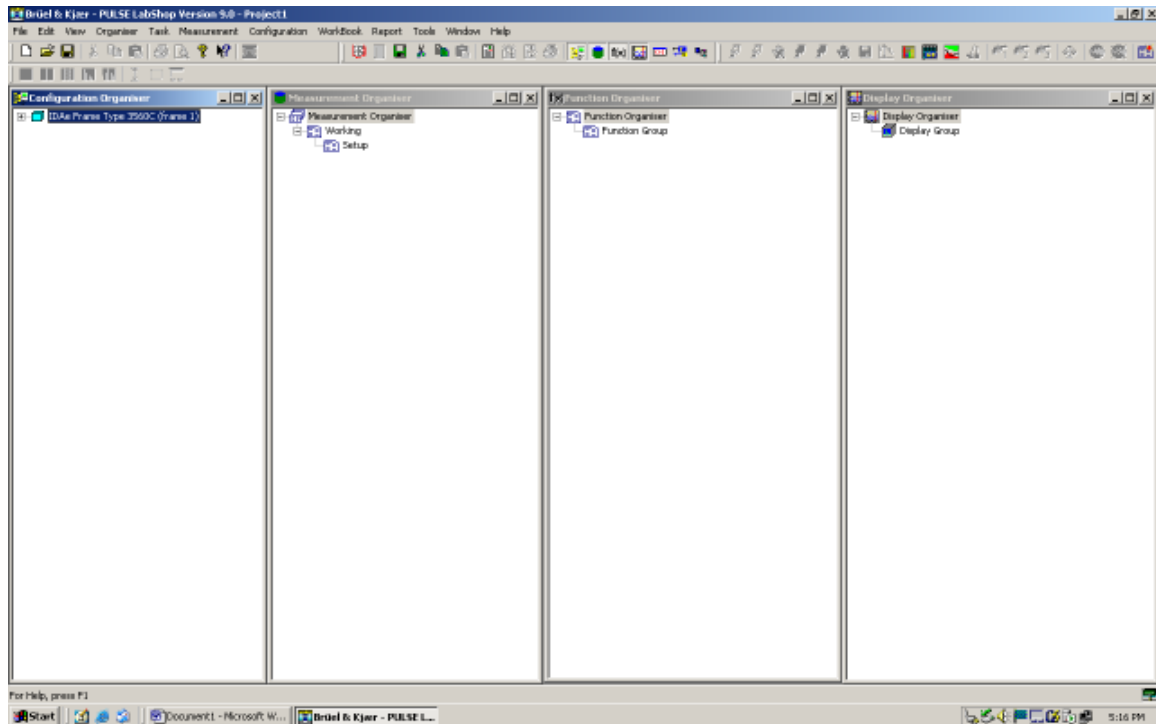 Brüel & Kjær - PULSE LabShop Version 9.0 - Project1
File Edit View Organiser Task Measurement Configuration WorkBook Report Tools Window Help
Configuration Organiser
IDAe Frame Type 3560C (frame 1)
Measurement Organiser
Measurement Organiser
Working
Setup
Function Organiser
Function Organiser
Function Group
Display Organiser
Display Organiser
Display Group
For Help, press F1
Start
Document1 - Microsoft W...
Brüel & Kjær - PULSE L...
5:16 PM